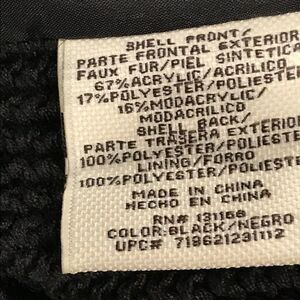 SHELL FRONT/
PARTE FRONTAL EXTERIOR
FAUX FUR/PIEL SINTETICA
67% ACRYLIC/ACRILICO
17%POLYESTER/POLIESTER
16%MODACRYLIC/
MODACRILICO
SHELL BACK/
PARTE TRASERA EXTERIOR
100%POLYESTER/POLIESTER
LINING/FORRO
100%POLYESTER/POLIESTER
MADE IN CHINA
HECHO EN CHINA
RN# 131168
COLOR:BLACK/NEGRO
UPC# 719621231112